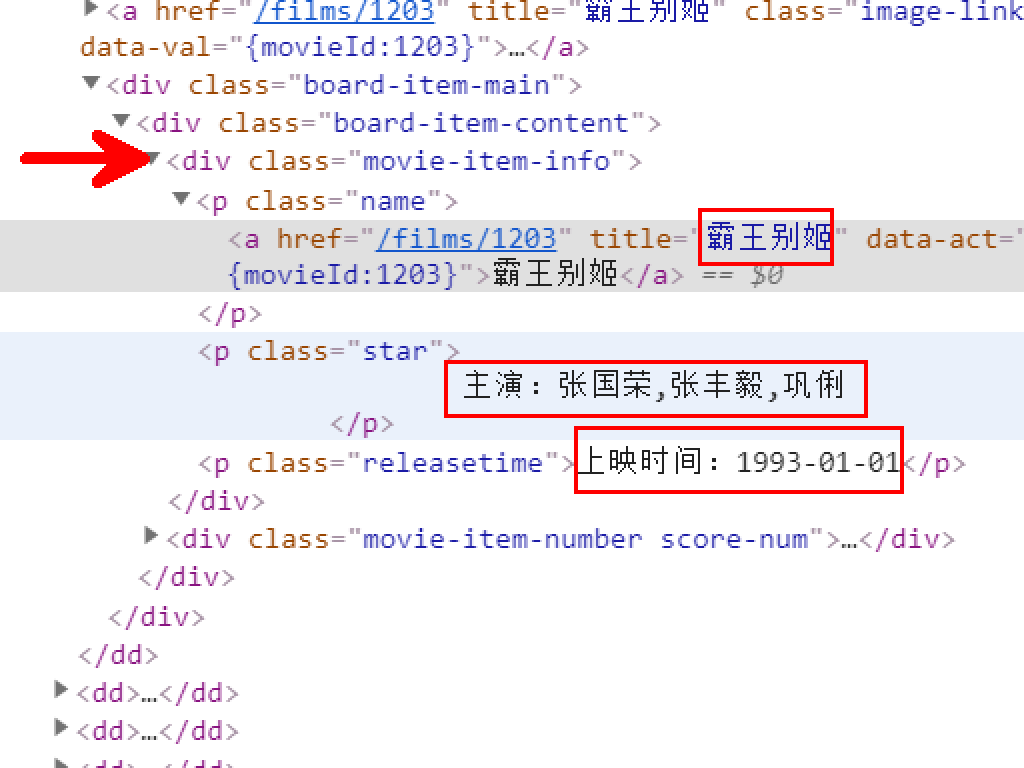 <a href="/films/1203" title="霸王别姬" class="image-link
data-val="{movieId:1203}">…</a>
<div class="board-item-main">
<div class="board-item-content">
<div class="movie-item-info">
<p class="name">
<a href="/films/1203" title="霸王别姬" data-act="
{movieId:1203}">霸王别姬</a> == $0
</p>
<p class="star">
主演：张国荣,张丰毅,巩俐
</p>
<p class="releasetime">上映时间：1993-01-01</p>
</div>
<div class="movie-item-number score-num">…</div>
</div>
</div>
</dd>
<dd>…</dd>
<dd>…</dd>
<dd>…</dd>